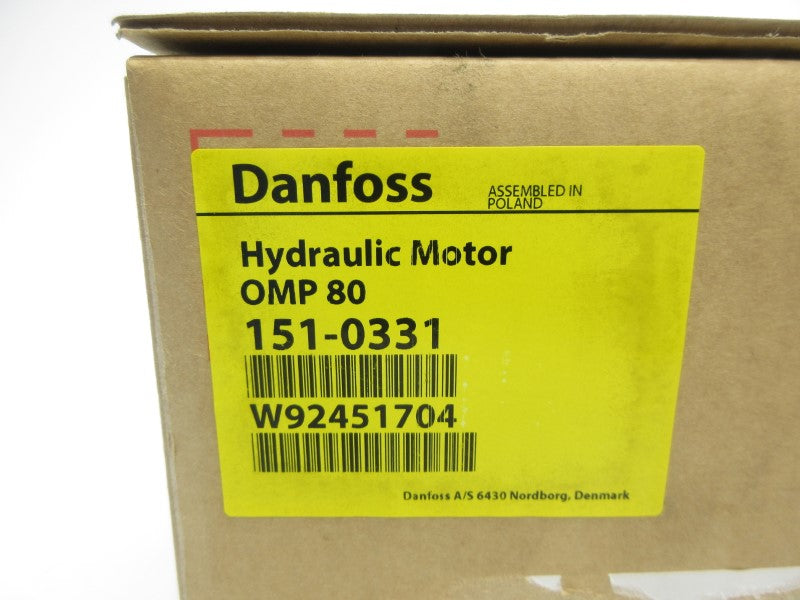 Danfoss
ASSEMBLED IN
POLAND
Hydraulic Motor
OMP 80
151-0331
W92451704
Danfoss A/S 6430 Nordborg, Denmark